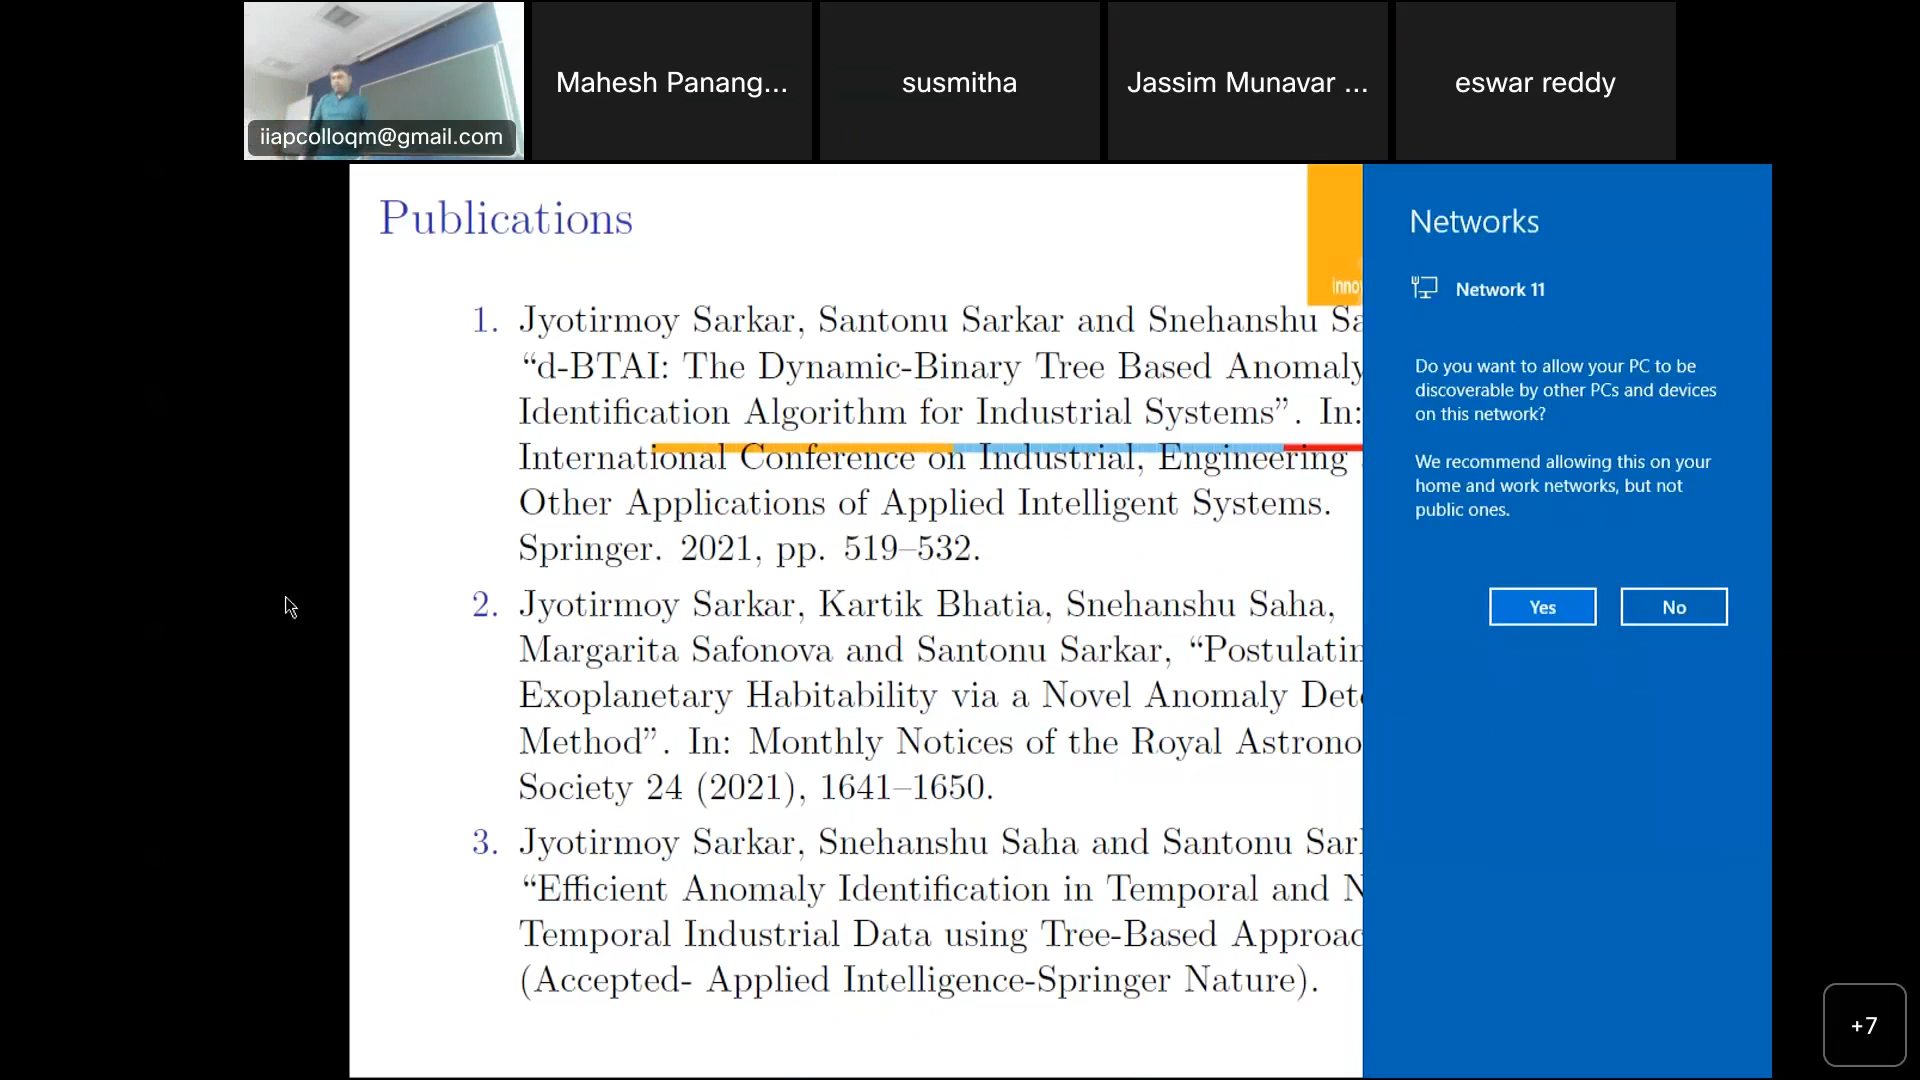 iiapcolloqm@gmail.com
Mahesh Panang...
susmitha
Jassim Munavar ...
eswar reddy
Publications
inno
1. Jyotirmoy Sarkar, Santonu Sarkar and Snehanshu Sa
“d-BTAI: The Dynamic-Binary Tree Based Anomaly
Identification Algorithm for Industrial Systems”. In:
International Conference on Industrial, Engineering
Other Applications of Applied Intelligent Systems.
Springer. 2021, pp. 519–532.
2. Jyotirmoy Sarkar, Kartik Bhatia, Snehanshu Saha,
Margarita Safonova and Santonu Sarkar, “Postulatin
Exoplanetary Habitability via a Novel Anomaly Dete
Method”. In: Monthly Notices of the Royal Astrono
Society 24 (2021), 1641–1650.
3. Jyotirmoy Sarkar, Snehanshu Saha and Santonu Sark
“Efficient Anomaly Identification in Temporal and N
Temporal Industrial Data using Tree-Based Approac
(Accepted- Applied Intelligence-Springer Nature).
Networks
Network 11
Do you want to allow your PC to be
discoverable by other PCs and devices
on this network?
We recommend allowing this on your
home and work networks, but not
public ones.
Yes
No
+7